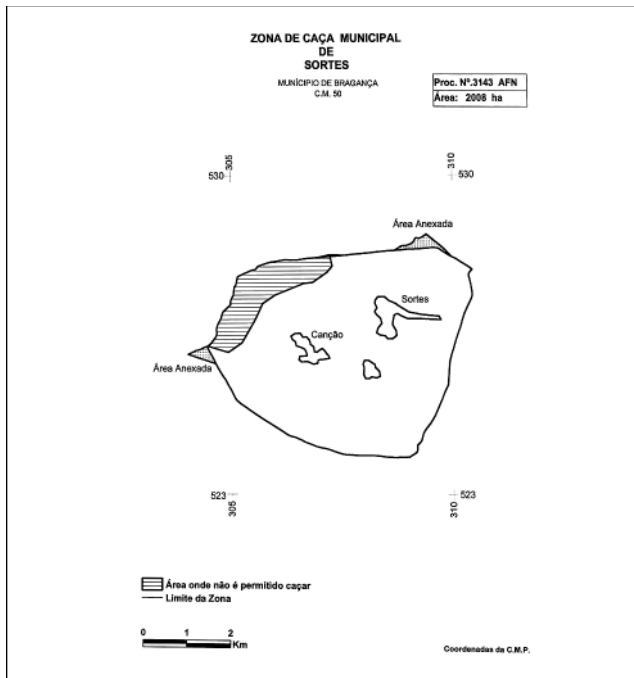 ZONA DE CAÇA MUNICIPAL
DE
SORTES
MUNÍCIPIO DE BRAGANÇA
C.M. 50
Proc. Nº.3143 AFN
Área: 2008 ha
305
310
530
530
Área Anexada
Sortes
Canção
Área Anexada
523
523
305
310
Área onde não é permitido caçar
Limite da Zona
0 1 2
Km
Coordenadas da C.M.P.